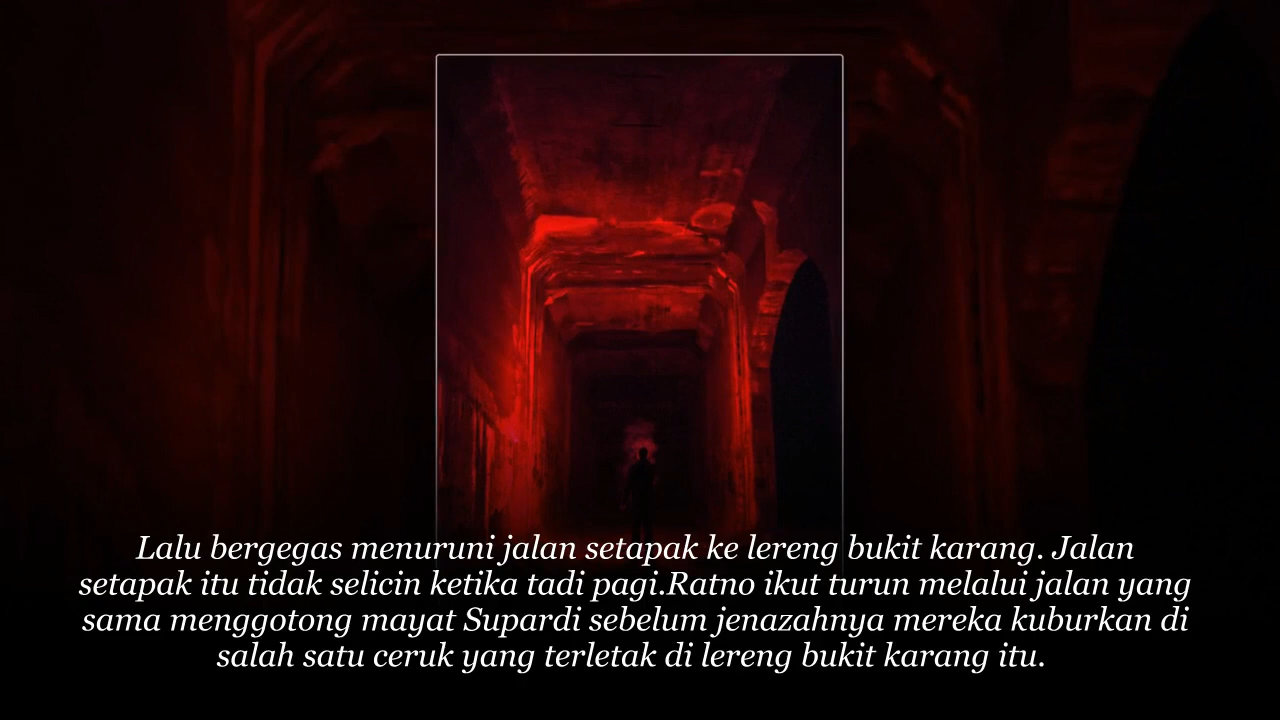 Lalu bergegas menuruni jalan setapak ke lereng bukit karang. Jalan
setapak itu tidak selicin ketika tadi pagi.Ratno ikut turun melalui jalan yang
sama menggotong mayat Supardi sebelum jenazahnya mereka kuburkan di
salah satu ceruk yang terletak di lereng bukit karang itu.